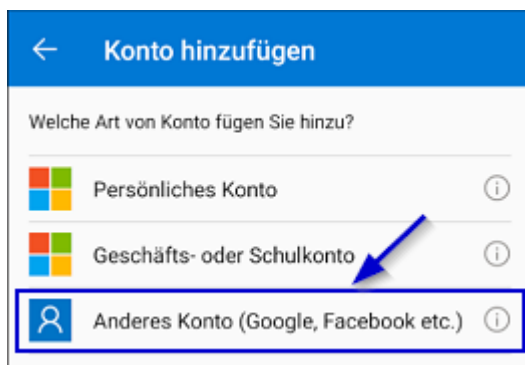 Konto hinzufügen
Welche Art von Konto fügen Sie hinzu?
Persönliches Konto
Geschäfts- oder Schulkonto
Anderes Konto (Google, Facebook etc.)